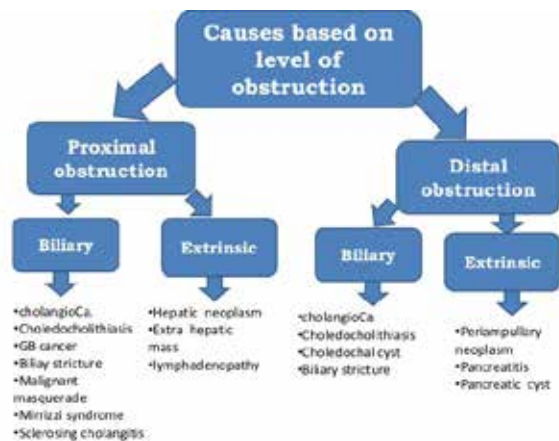 Causes based on
level of
obstruction
Proximal
obstruction
Distal
obstruction
Biliary
Extrinsic
Biliary
Extrinsic
•cholangioCa.
•Choledocholithiasis
•GB cancer
•Biliay stricture
•Malignant
masquerade
•Mirrizzi syndrome
•Sclerosing cholangitis
•Hepatic neoplasm
•Extra hepatic
mass
•lymphadenopathy
•cholangioCa
•Choledocholithiasis
•Choledochal cyst
•Biliary stricture
•Periampullary
neoplasm
•Pancreatitis
•Pancreatic cyst